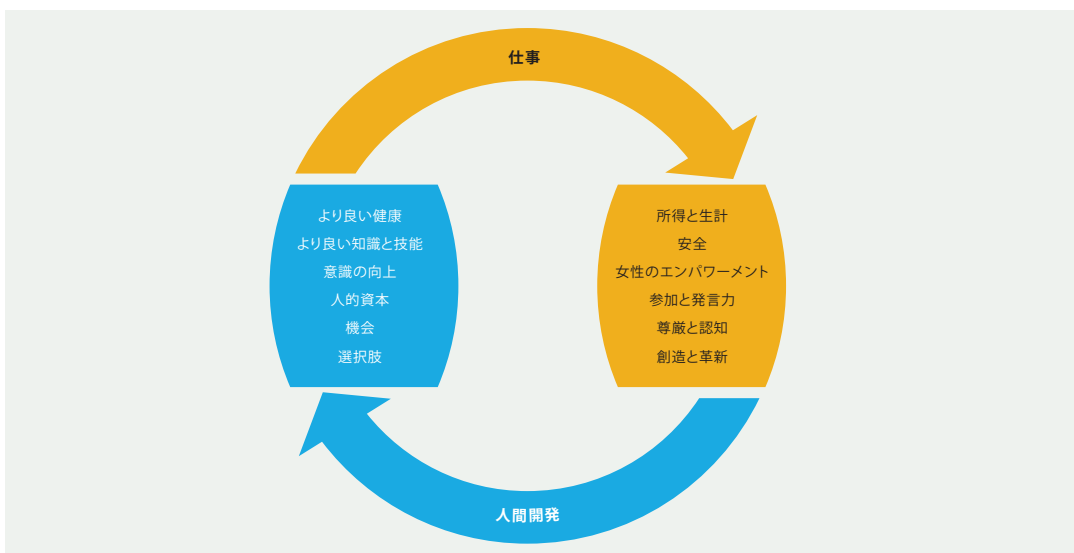 仕事
より良い健康
より良い知識と技能
意識の向上
人的資本
機会
選択肢
所得と生計
安全
女性のエンパワーメント
参加と発言力
尊厳と認知
創造と革新
人間開発